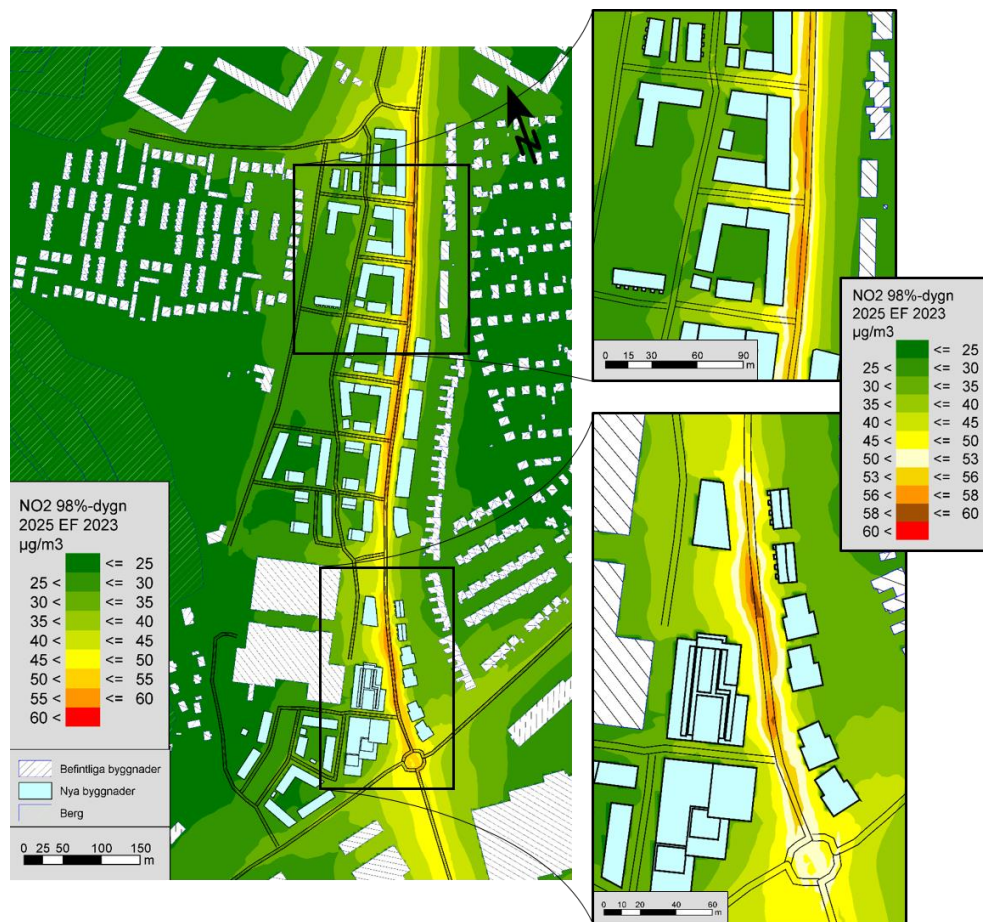 N
NO2 98%-dygn
2025 EF 2023
µg/m3
<= 25
25 < <= 30
30 < <= 35
35 < <= 40
40 < <= 45
45 < <= 50
50 < <= 55
55 < <= 60
60 <
Befintliga byggnader
Nya byggnader
Berg
0 25 50 100 150
m
0 15 30 60 90
m
NO2 98%-dygn
2025 EF 2023
µg/m3
<= 25
25 < <= 30
30 < <= 35
35 < <= 40
40 < <= 45
45 < <= 50
50 < <= 53
53 < <= 56
56 < <= 58
58 < <= 60
60 <
0 10 20 40 60
m